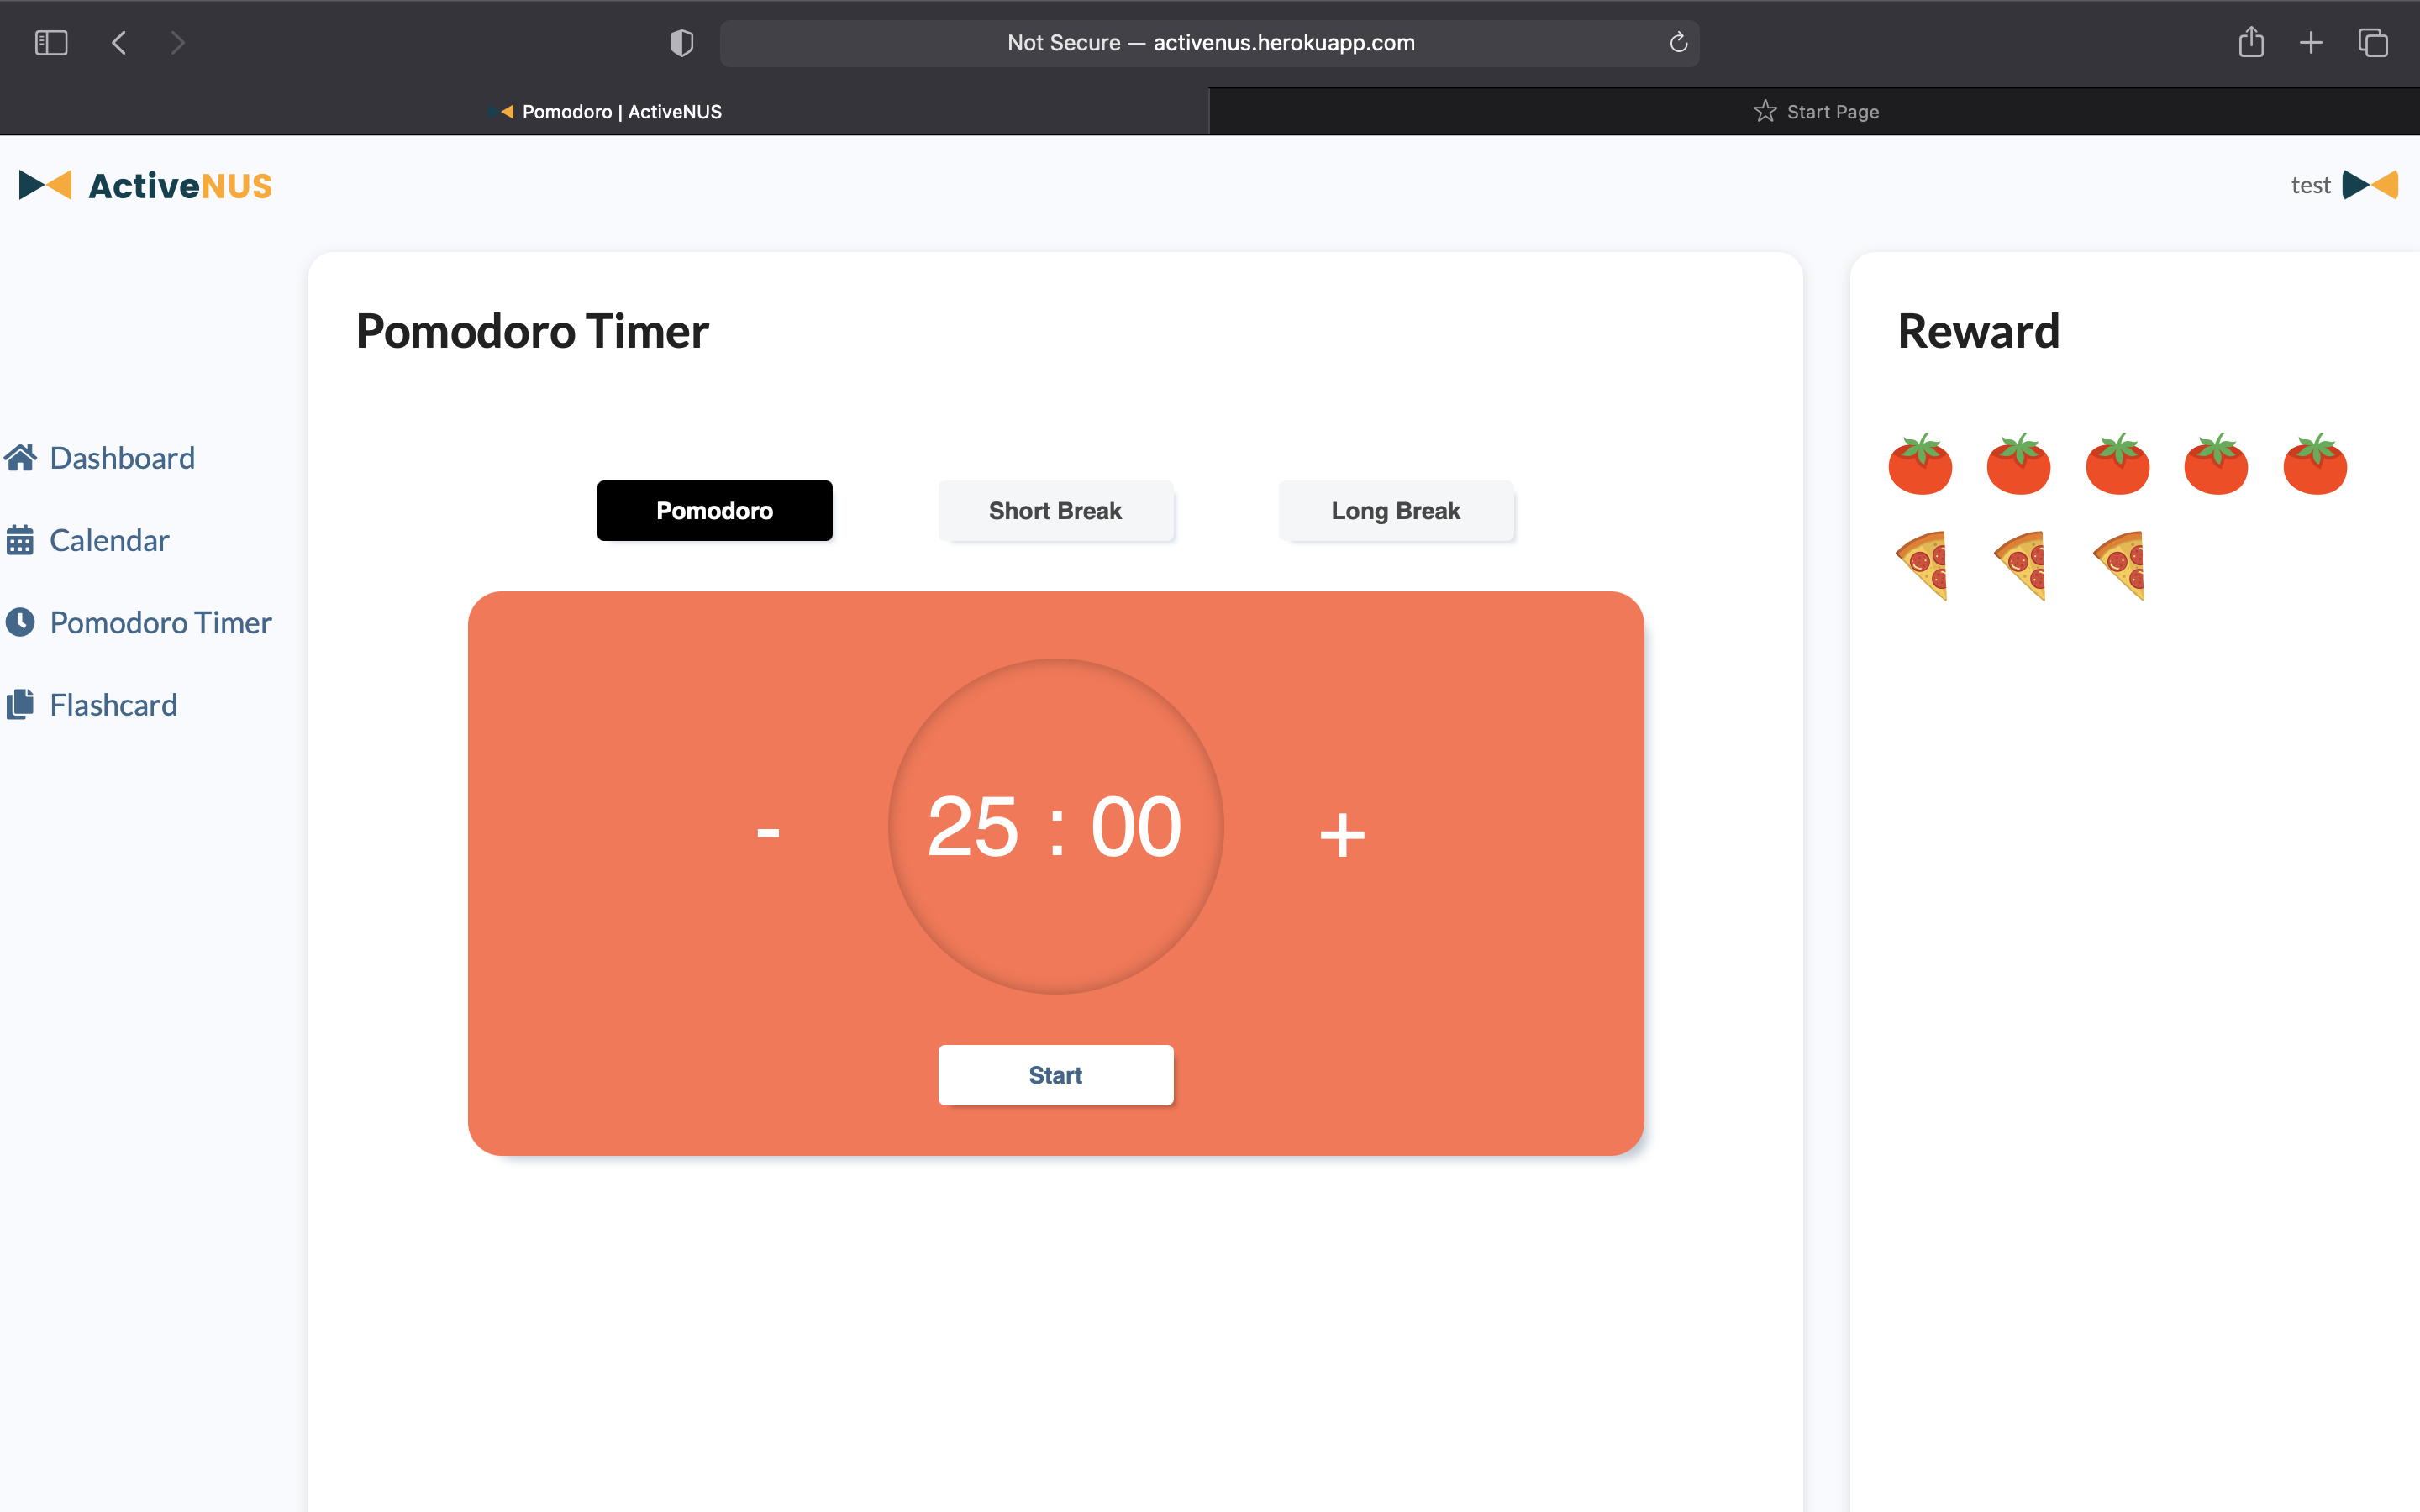 Not Secure — activenus.herokuapp.com
Pomodoro | ActiveNUS
Start Page
ActiveNUS
test
Pomodoro Timer
Reward
Dashboard
Calendar
Pomodoro Timer
Flashcard
Pomodoro
Short Break
Long Break
- 25 : 00 +
Start